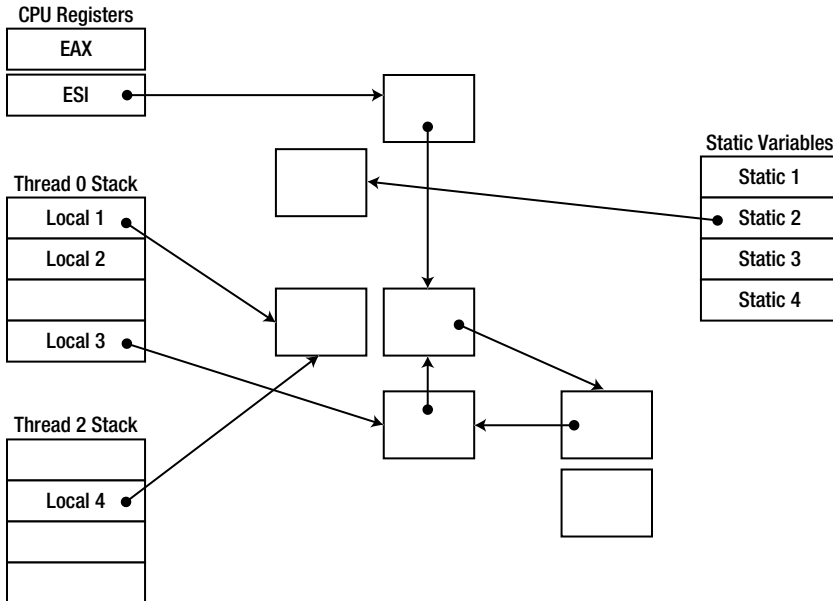 CPU Registers
EAX
ESI
Thread 0 Stack
Local 1
Local 2
Local 3
Thread 2 Stack
Local 4
Static Variables
Static 1
Static 2
Static 3
Static 4